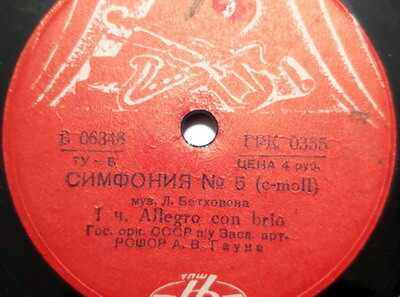 В 06348 ГРК 0355
ТУ — В ЦЕНА 4 руб.
СИМФОНИЯ № 5 (c-moll)
муз. Л. Бетховена
I ч. Allegro con brio
Гос. орк. СССР п/у Засл. арт.
РСФСР А. В. Гаука